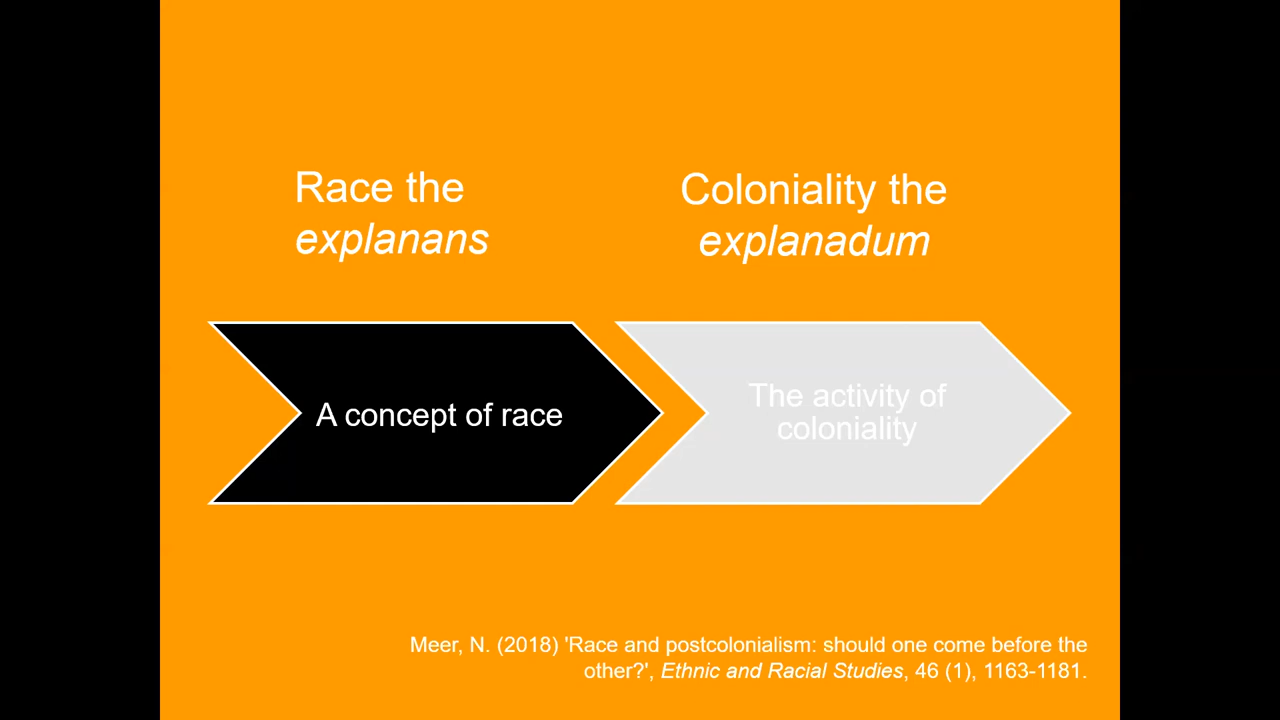 Race the
explanans
Coloniality the
explanadum
A concept of race
The activity of
coloniality
Meer, N. (2018) 'Race and postcolonialism: should one come before the
other?', Ethnic and Racial Studies, 46 (1), 1163-1181.